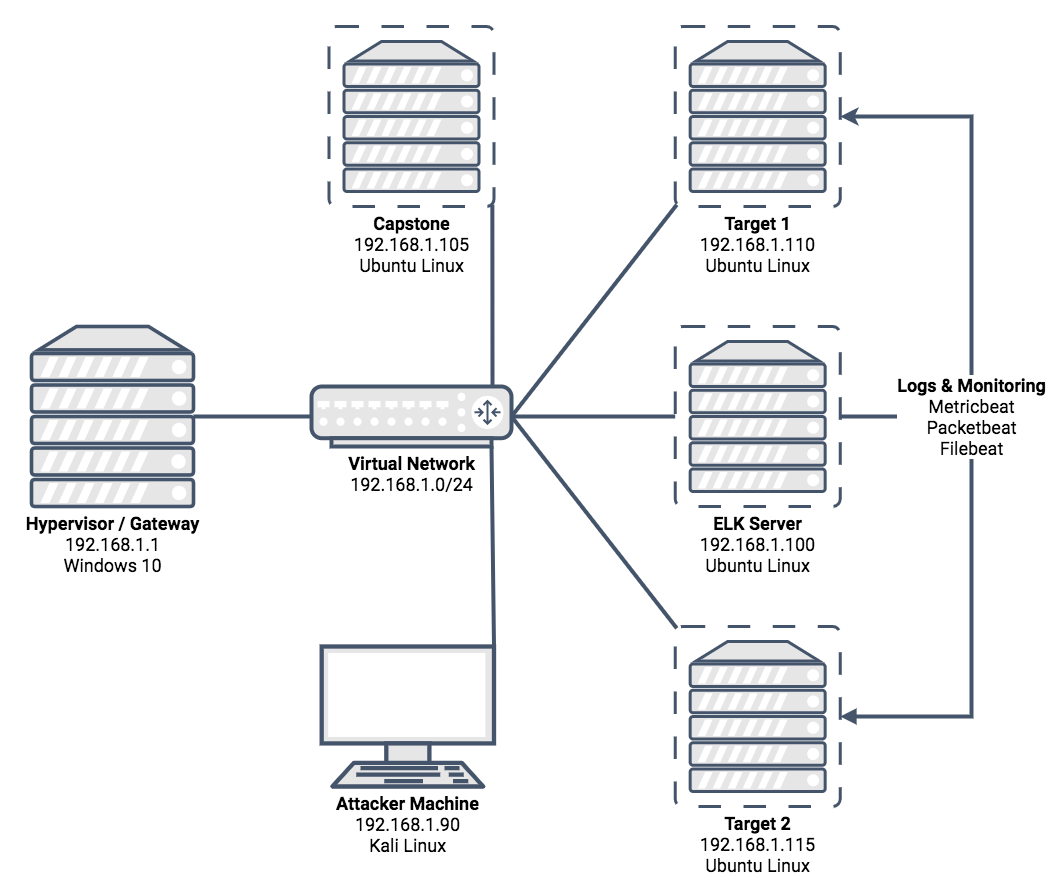 Capstone
192.168.1.105
Ubuntu Linux
Target 1
192.168.1.110
Ubuntu Linux
Hypervisor / Gateway
192.168.1.1
Windows 10
Virtual Network
192.168.1.0/24
ELK Server
192.168.1.100
Ubuntu Linux
Logs & Monitoring
Metricbeat
Packetbeat
Filebeat
Attacker Machine
192.168.1.90
Kali Linux
Target 2
192.168.1.115
Ubuntu Linux